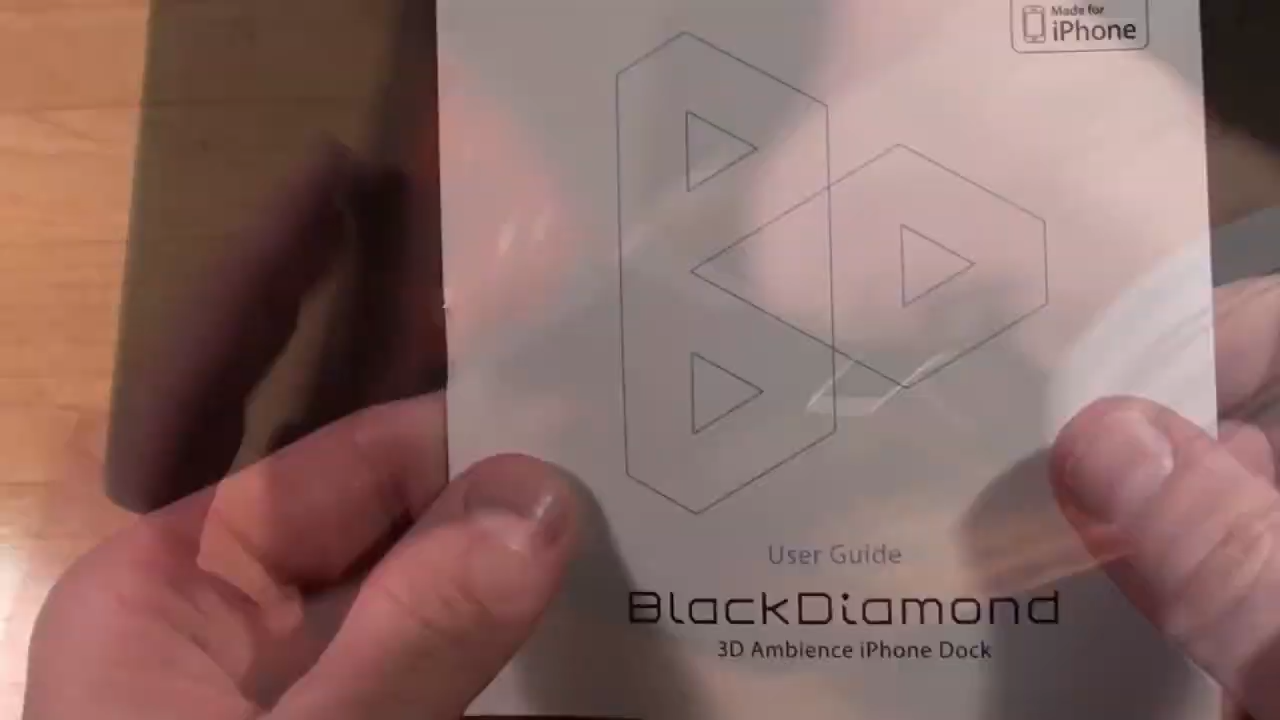 Made for
iPhone
User Guide
BlackDiamond
3D Ambience iPhone Dock